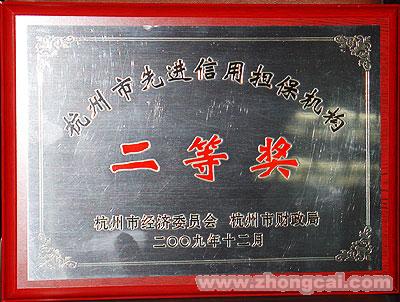 杭州市先进信用担保机构
二等奖
杭州市经济委员会 杭州市财政局
二〇〇九年十二月
www.zhongcai.com